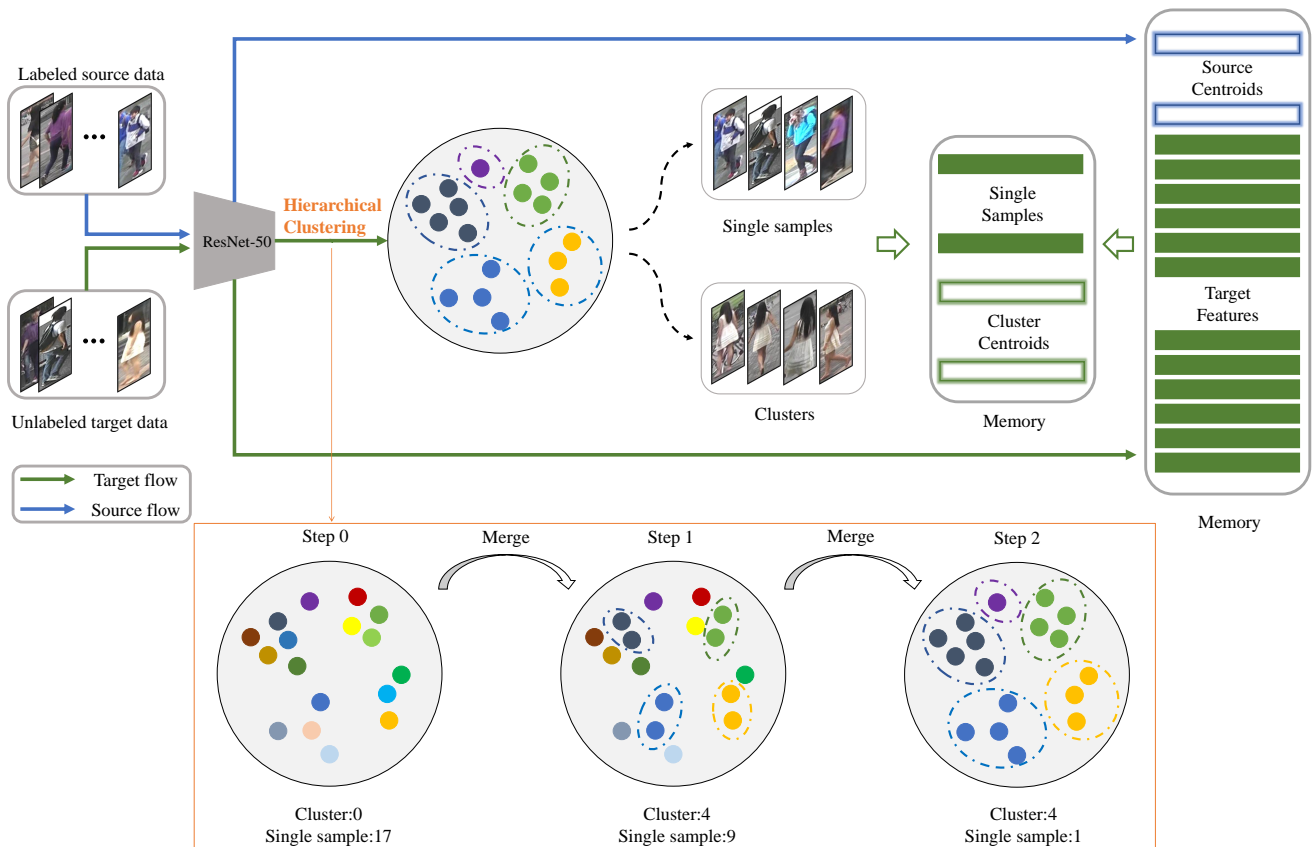 Labeled source data
Unlabeled target data
Target flow
Source flow
ResNet-50
Hierarchical
Clustering
Single samples
Clusters
Single
Samples
Cluster
Centroids
Memory
Source
Centroids
Target
Features
Memory
Step 0
Merge
Step 1
Merge
Step 2
Cluster:0
Single sample:17
Cluster:4
Single sample:9
Cluster:4
Single sample:1